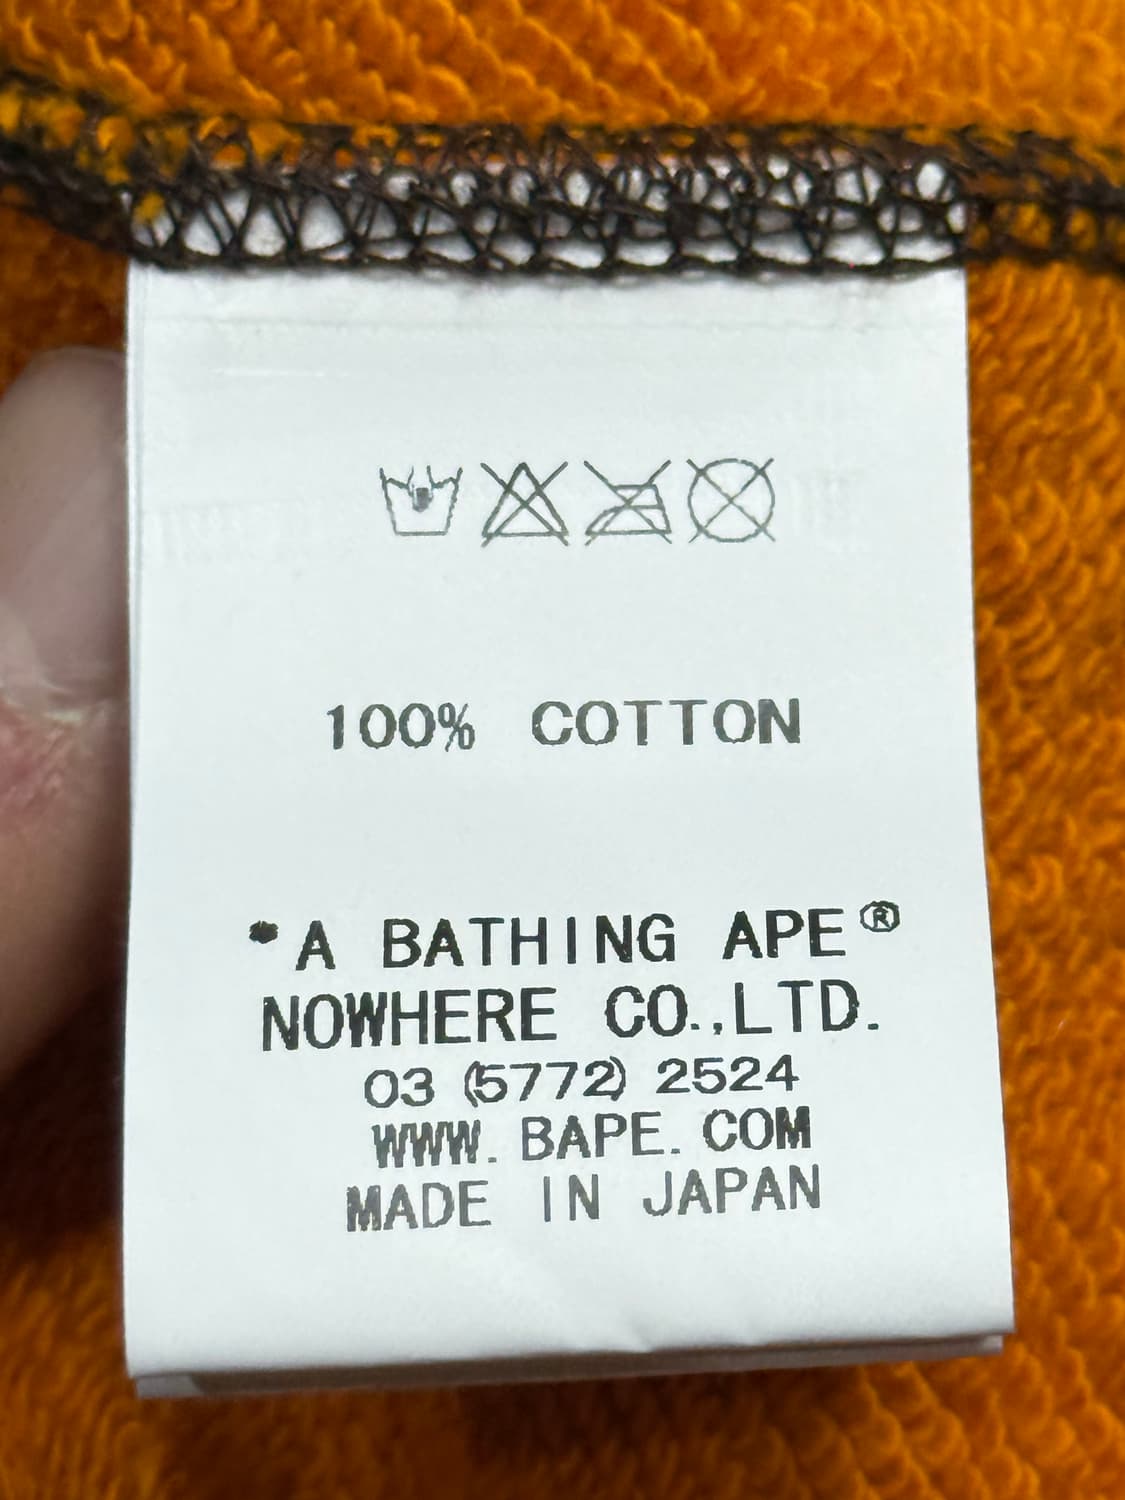 100% COTTON
*A BATHING APE®
NOWHERE CO.,LTD.
03 (5772) 2524
WWW.BAPE.COM
MADE IN JAPAN